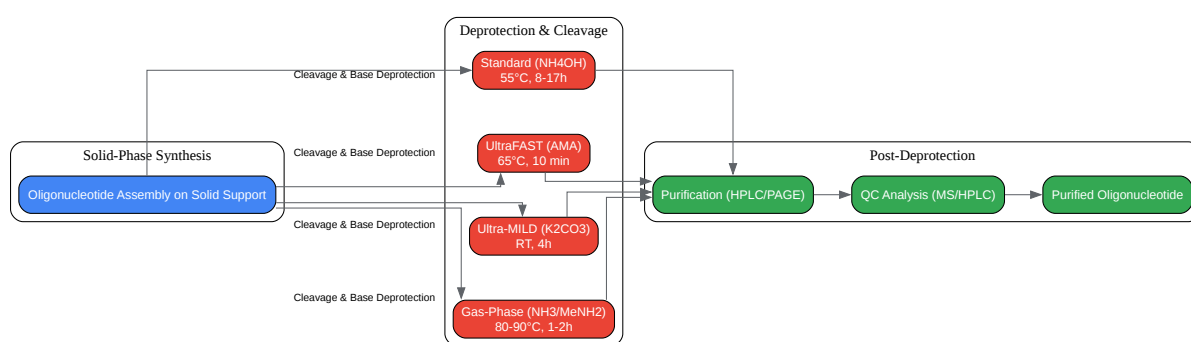 Solid-Phase Synthesis
Oligonucleotide Assembly on Solid Support
Cleavage & Base Deprotection
Cleavage & Base Deprotection
Cleavage & Base Deprotection
Cleavage & Base Deprotection
Deprotection & Cleavage
Standard (NH4OH)
55°C, 8-17h
UltraFAST (AMA)
65°C, 10 min
Ultra-MILD (K2CO3)
RT, 4h
Gas-Phase (NH3/MeNH2)
80-90°C, 1-2h
Post-Deprotection
Purification (HPLC/PAGE)
QC Analysis (MS/HPLC)
Purified Oligonucleotide